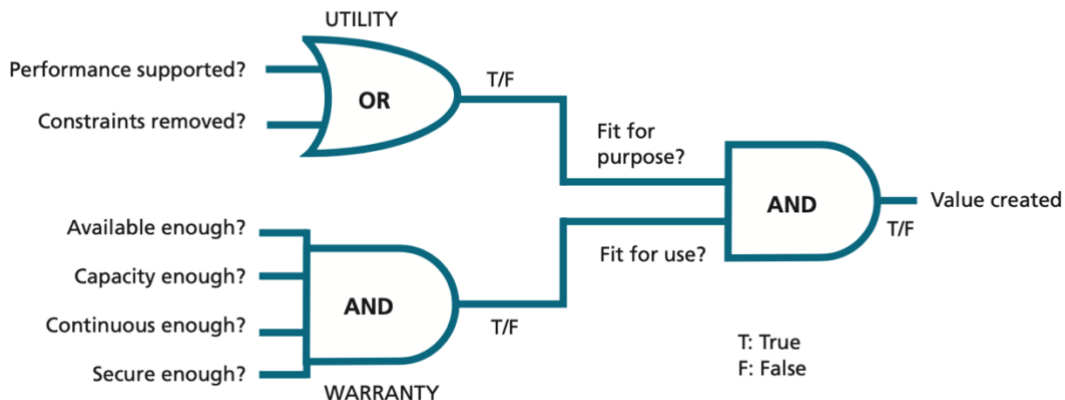 UTILITY
Performance supported?
Constraints removed?
OR
T/F
Fit for
purpose?
Available enough?
Capacity enough?
Continuous enough?
Secure enough?
AND
T/F
WARRANTY
Fit for use?
AND
T/F
Value created
T: True
F: False